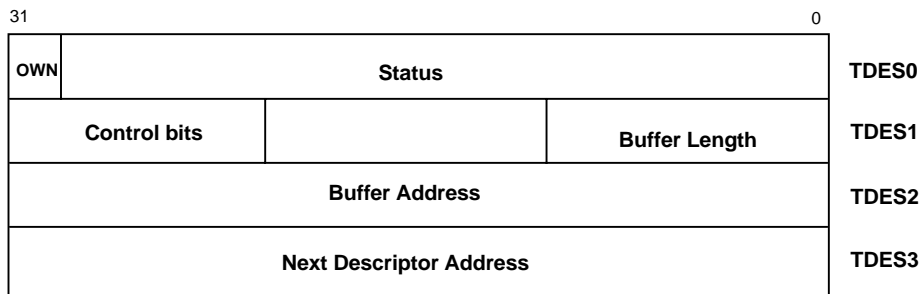 31 0
OWN Status TDES0
Control bits Buffer Length TDES1
Buffer Address TDES2
Next Descriptor Address TDES3